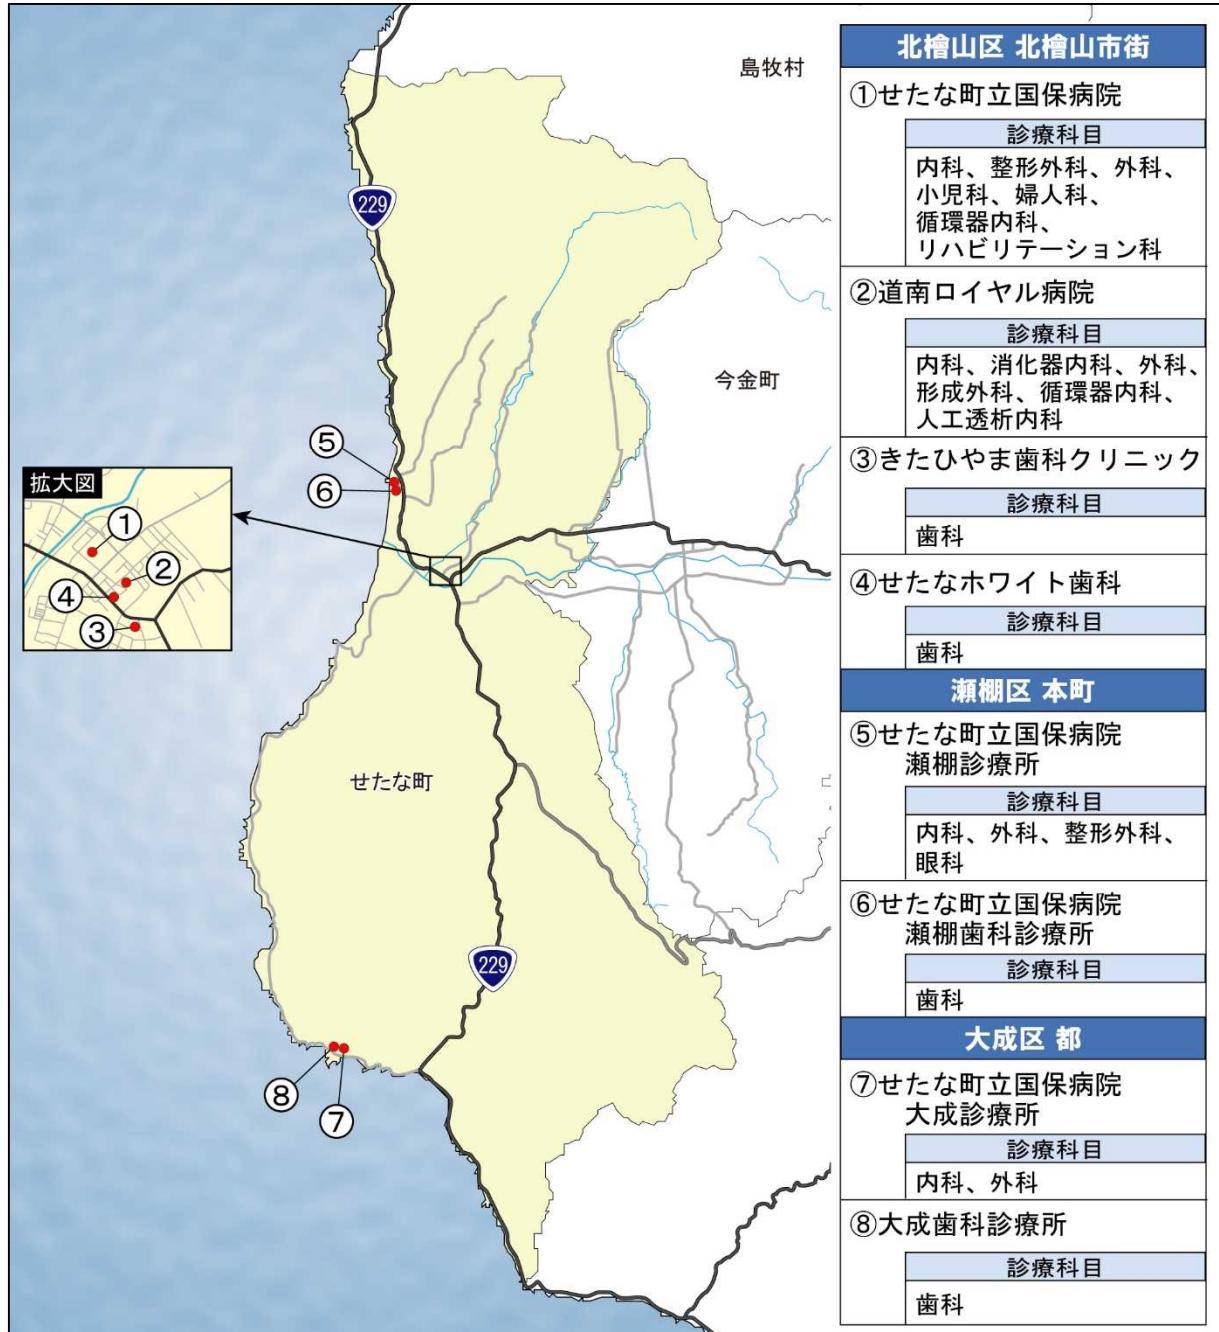 島牧村
229
今金町
⑤
⑥
拡大図
①
②
④
③
せたな町
229
⑧
⑦
北檜山区 北檜山市街
①せたな町立国保病院
診療科目
内科、整形外科、外科、
小児科、婦人科、
循環器内科、
リハビリテーション科
②道南ロイヤル病院
診療科目
内科、消化器内科、外科、
形成外科、循環器内科、
人工透析内科
③きたひやま歯科クリニック
診療科目
歯科
④せたなホワイト歯科
診療科目
歯科
瀬棚区 本町
⑤せたな町立国保病院
瀬棚診療所
診療科目
内科、外科、整形外科、
眼科
⑥せたな町立国保病院
瀬棚歯科診療所
診療科目
歯科
大成区 都
⑦せたな町立国保病院
大成診療所
診療科目
内科、外科
⑧大成歯科診療所
診療科目
歯科